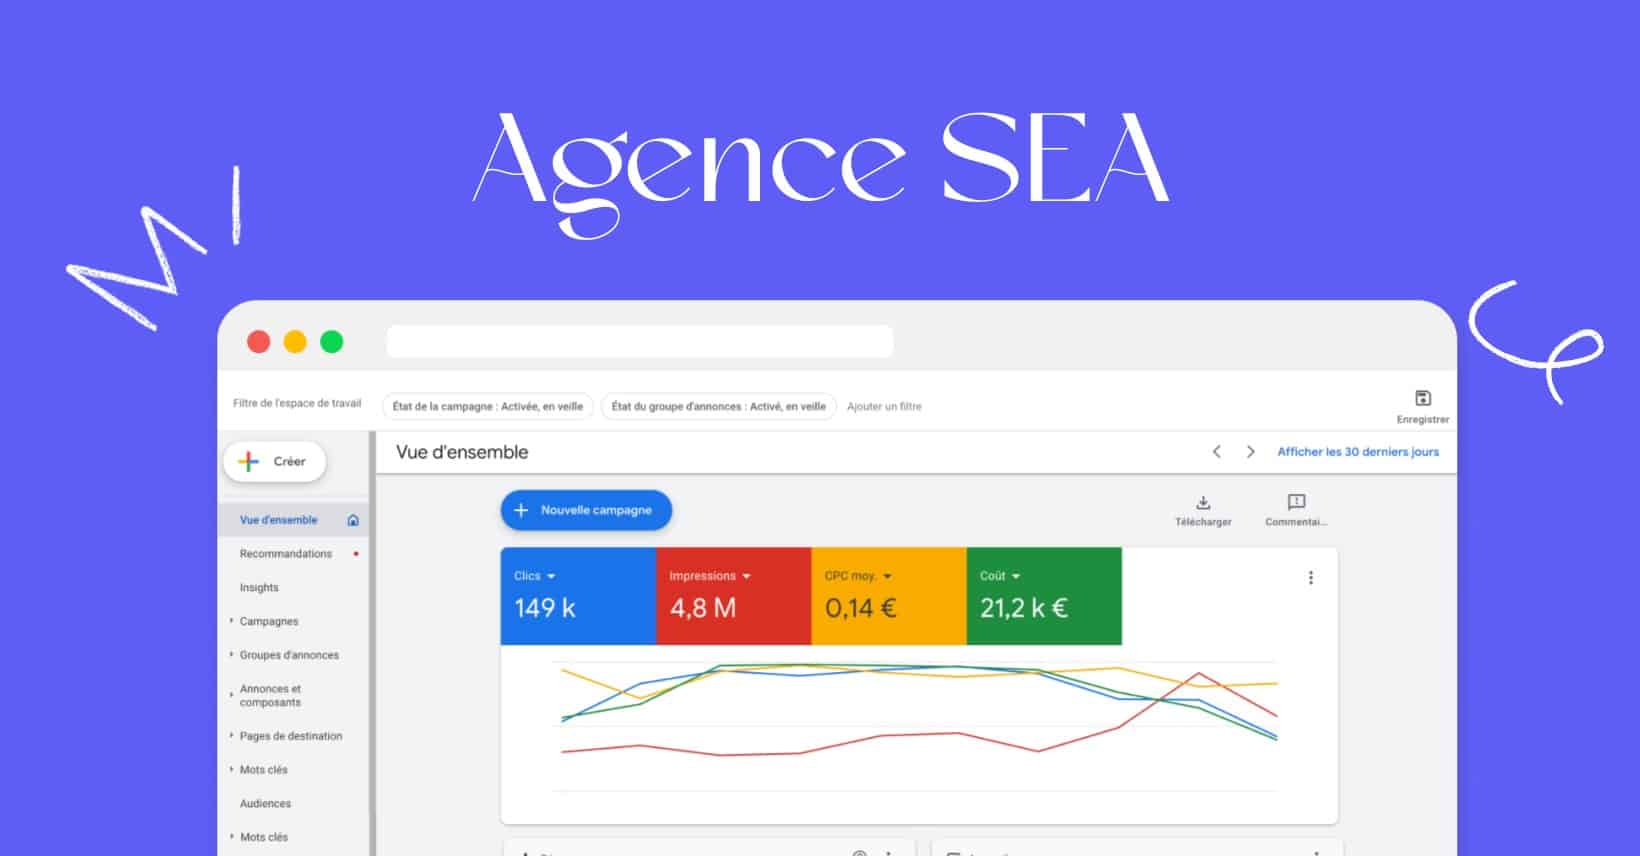 Agence SEA
Filtre de l'espace de travail
État de la campagne : Activée, en veille
État du groupe d'annonces : Activé, en veille
Ajouter un filtre
Enregistrer
Créer
Vue d'ensemble
Afficher les 30 derniers jours
Vue d'ensemble
Recommandations
Insights
Campagnes
Groupes d'annonces
Annonces et
composants
Pages de destination
Mots clés
Audiences
Mots clés
Nouvelle campagne
Télécharger
Commentai...
Clics
149 k
Impressions
4,8 M
CPC moy.
0,14 €
Coût
21,2 k €